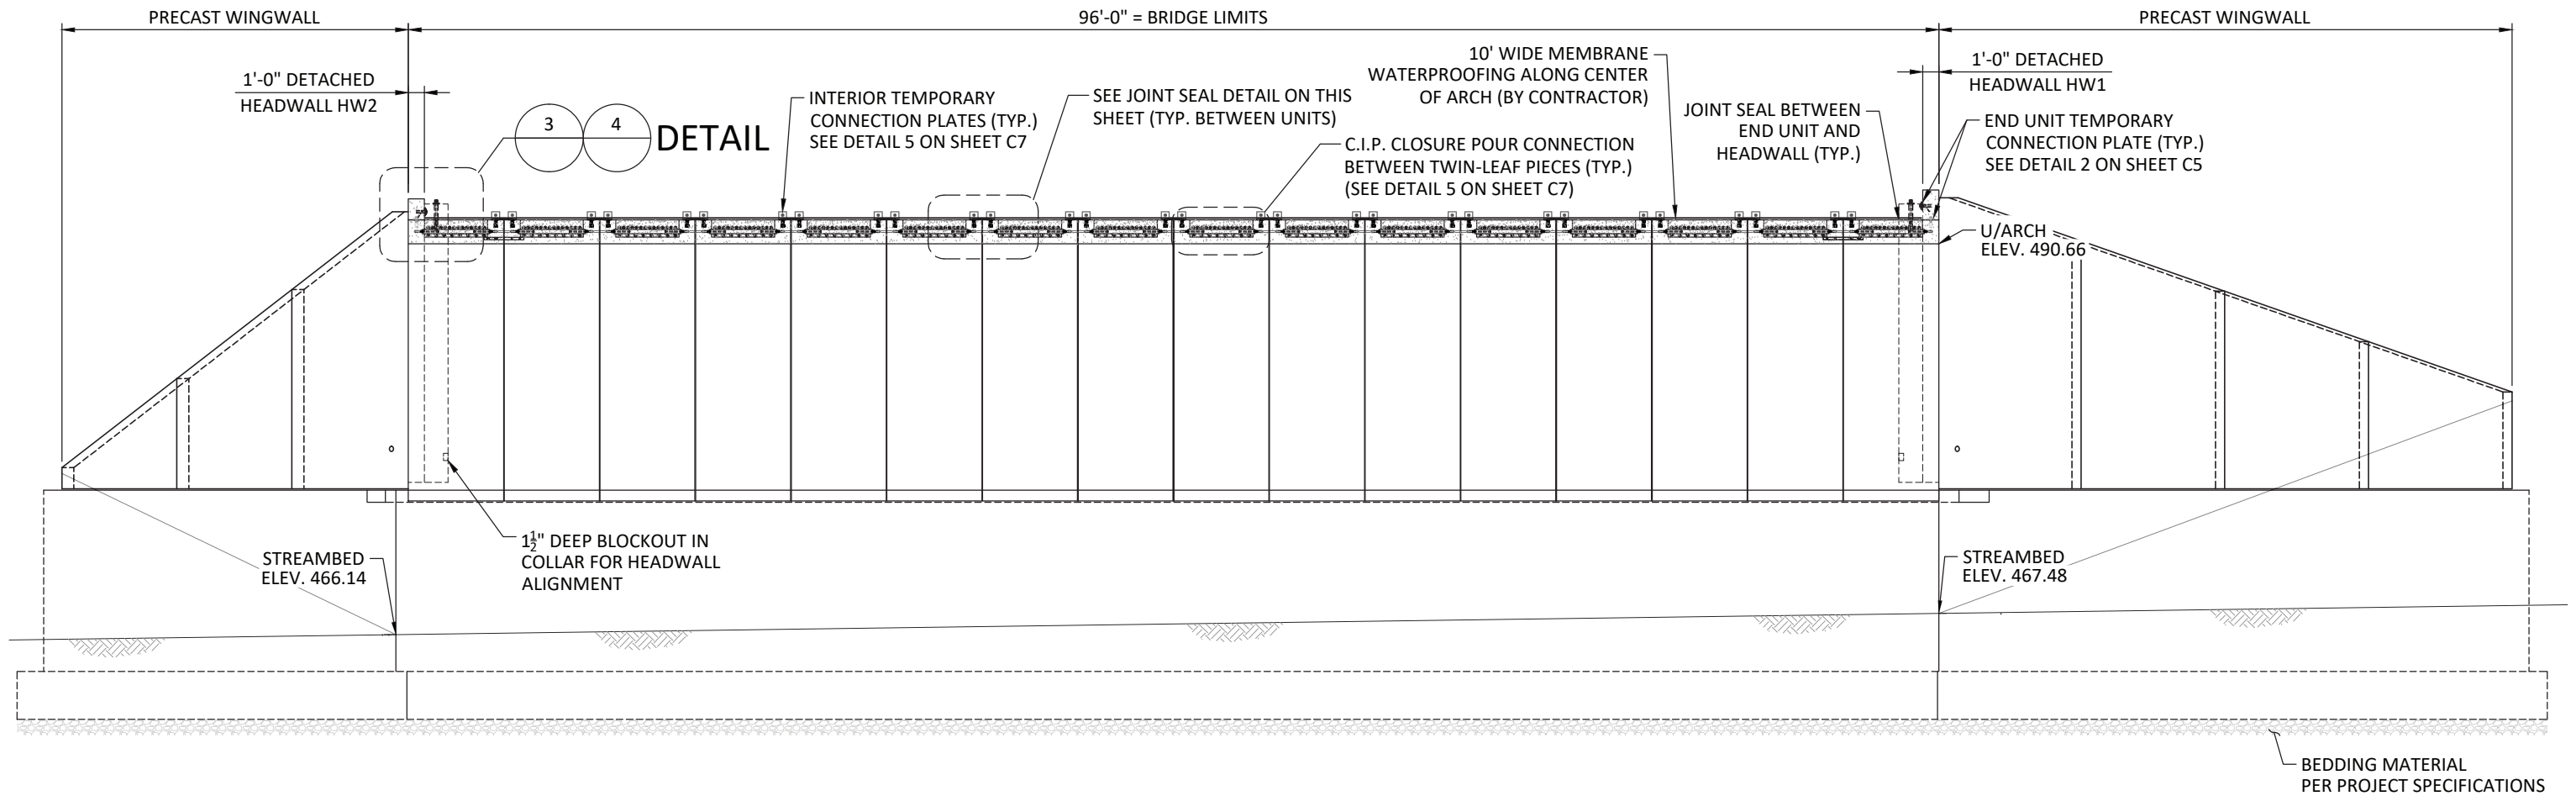 PRECAST WINGWALL
96'-0" = BRIDGE LIMITS
PRECAST WINGWALL
1'-0" DETACHED
HEADWALL HW2
3
4
DETAIL
INTERIOR TEMPORARY
CONNECTION PLATES (TYP.)
SEE DETAIL 5 ON SHEET C7
SEE JOINT SEAL DETAIL ON THIS
SHEET (TYP. BETWEEN UNITS)
10' WIDE MEMBRANE
WATERPROOFING ALONG CENTER
OF ARCH (BY CONTRACTOR)
C.I.P. CLOSURE POUR CONNECTION
BETWEEN TWIN-LEAF PIECES (TYP.)
(SEE DETAIL 5 ON SHEET C7)
JOINT SEAL BETWEEN
END UNIT AND
HEADWALL (TYP.)
1'-0" DETACHED
HEADWALL HW1
END UNIT TEMPORARY
CONNECTION PLATE (TYP.)
SEE DETAIL 2 ON SHEET C5
U/ARCH
ELEV. 490.66
1½" DEEP BLOCKOUT IN
COLLAR FOR HEADWALL
ALIGNMENT
STREAMBED
ELEV. 466.14
STREAMBED
ELEV. 467.48
BEDDING MATERIAL
PER PROJECT SPECIFICATIONS